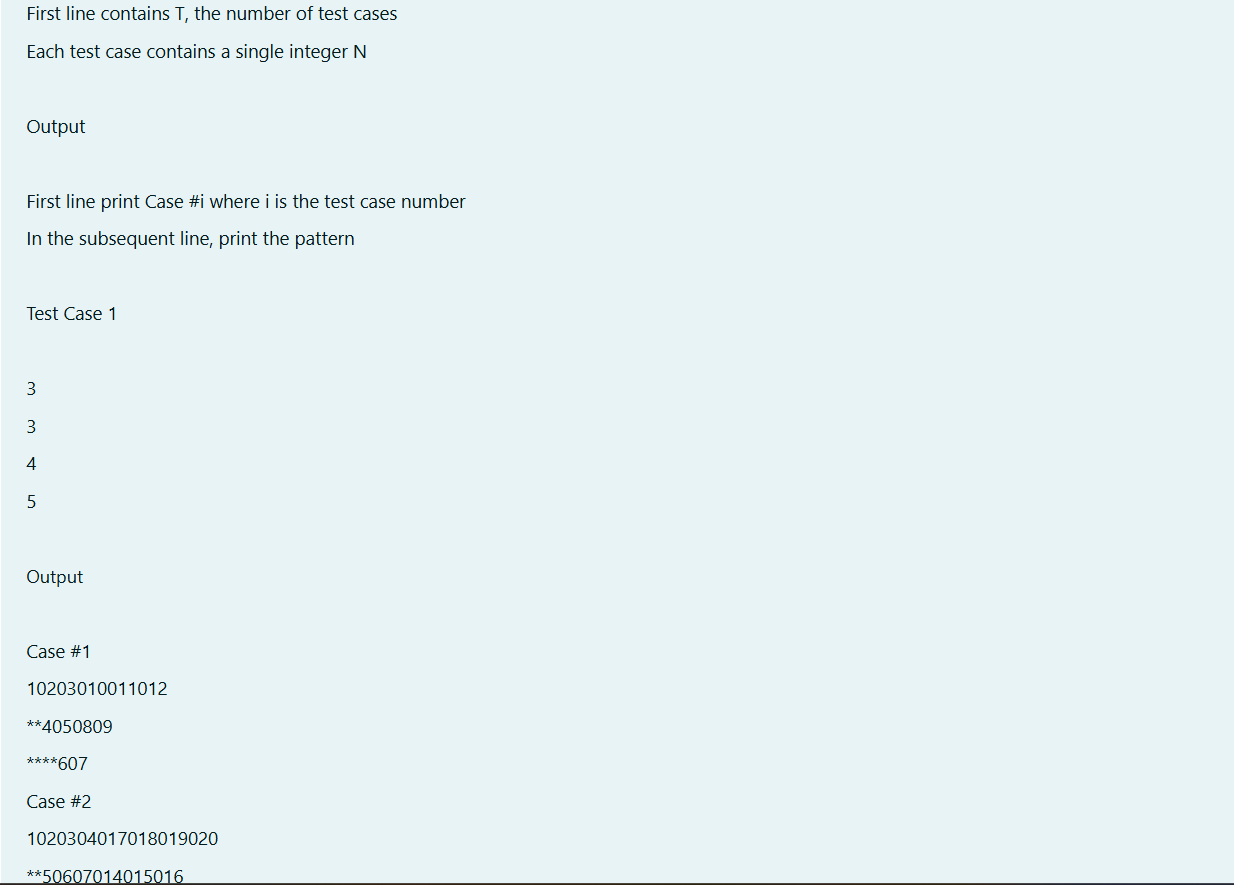 First line contains T, the number of test cases
Each test case contains a single integer N
Output
First line print Case #i where i is the test case number
In the subsequent line, print the pattern
Test Case 1
3
3
4
5
Output
Case #1
10203010011012
**4050809
****607
Case #2
1020304017018019020
**50607014015016